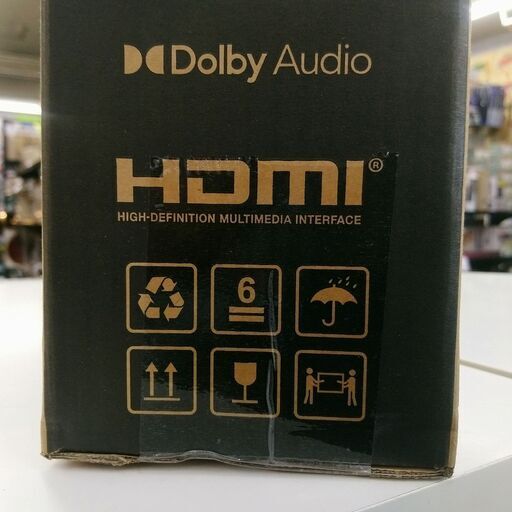 Dolby Audio
HDMI®
HIGH-DEFINITION MULTIMEDIA INTERFACE
6